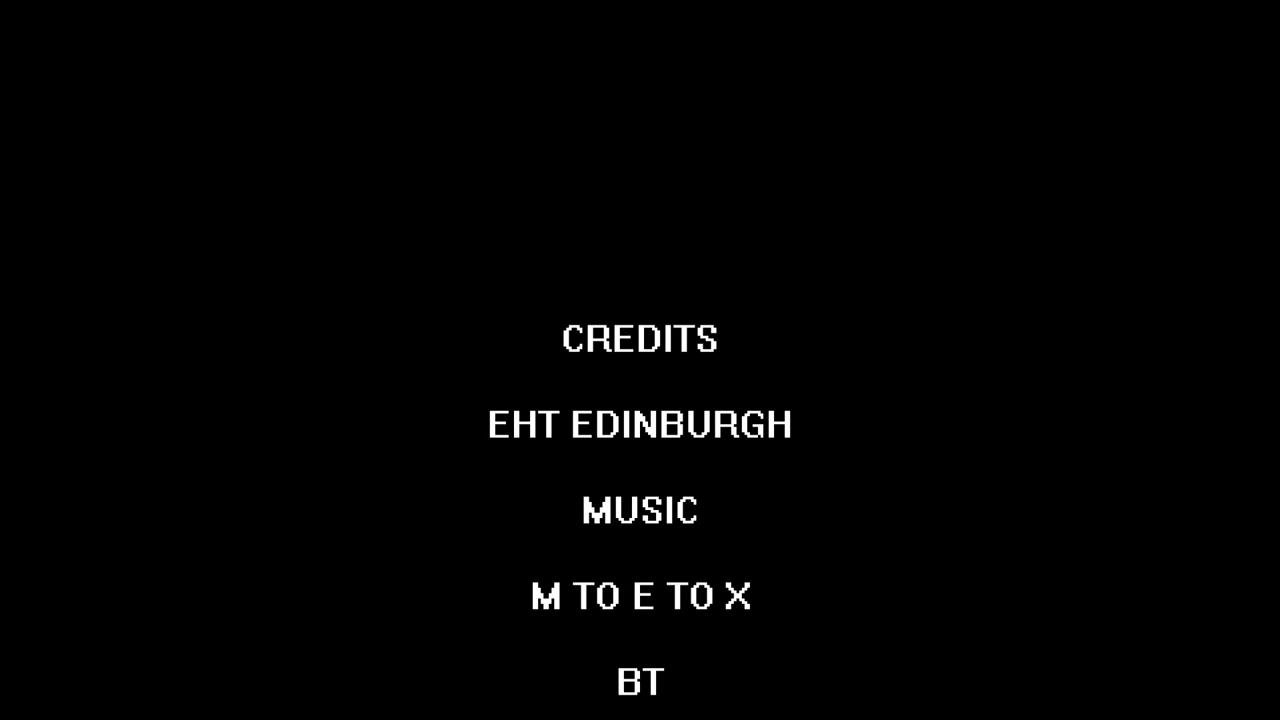 CREDITS
EHT EDINBURGH
MUSIC
M TO E TO X
BT